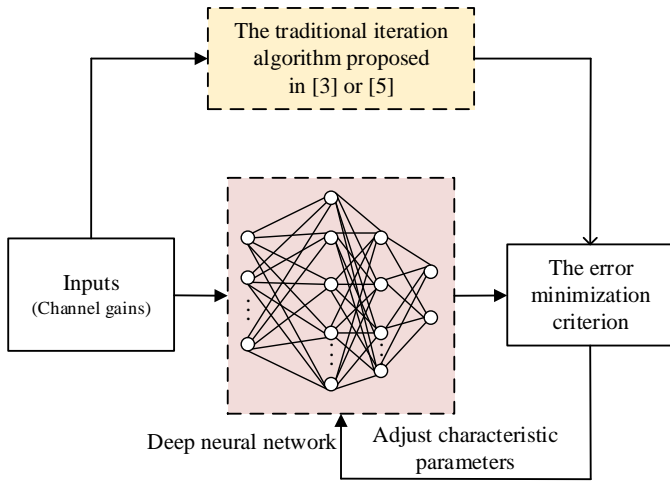 The traditional iteration
algorithm proposed
in [3] or [5]
Inputs
(Channel gains)
The error
minimization
criterion
Deep neural network
Adjust characteristic
parameters